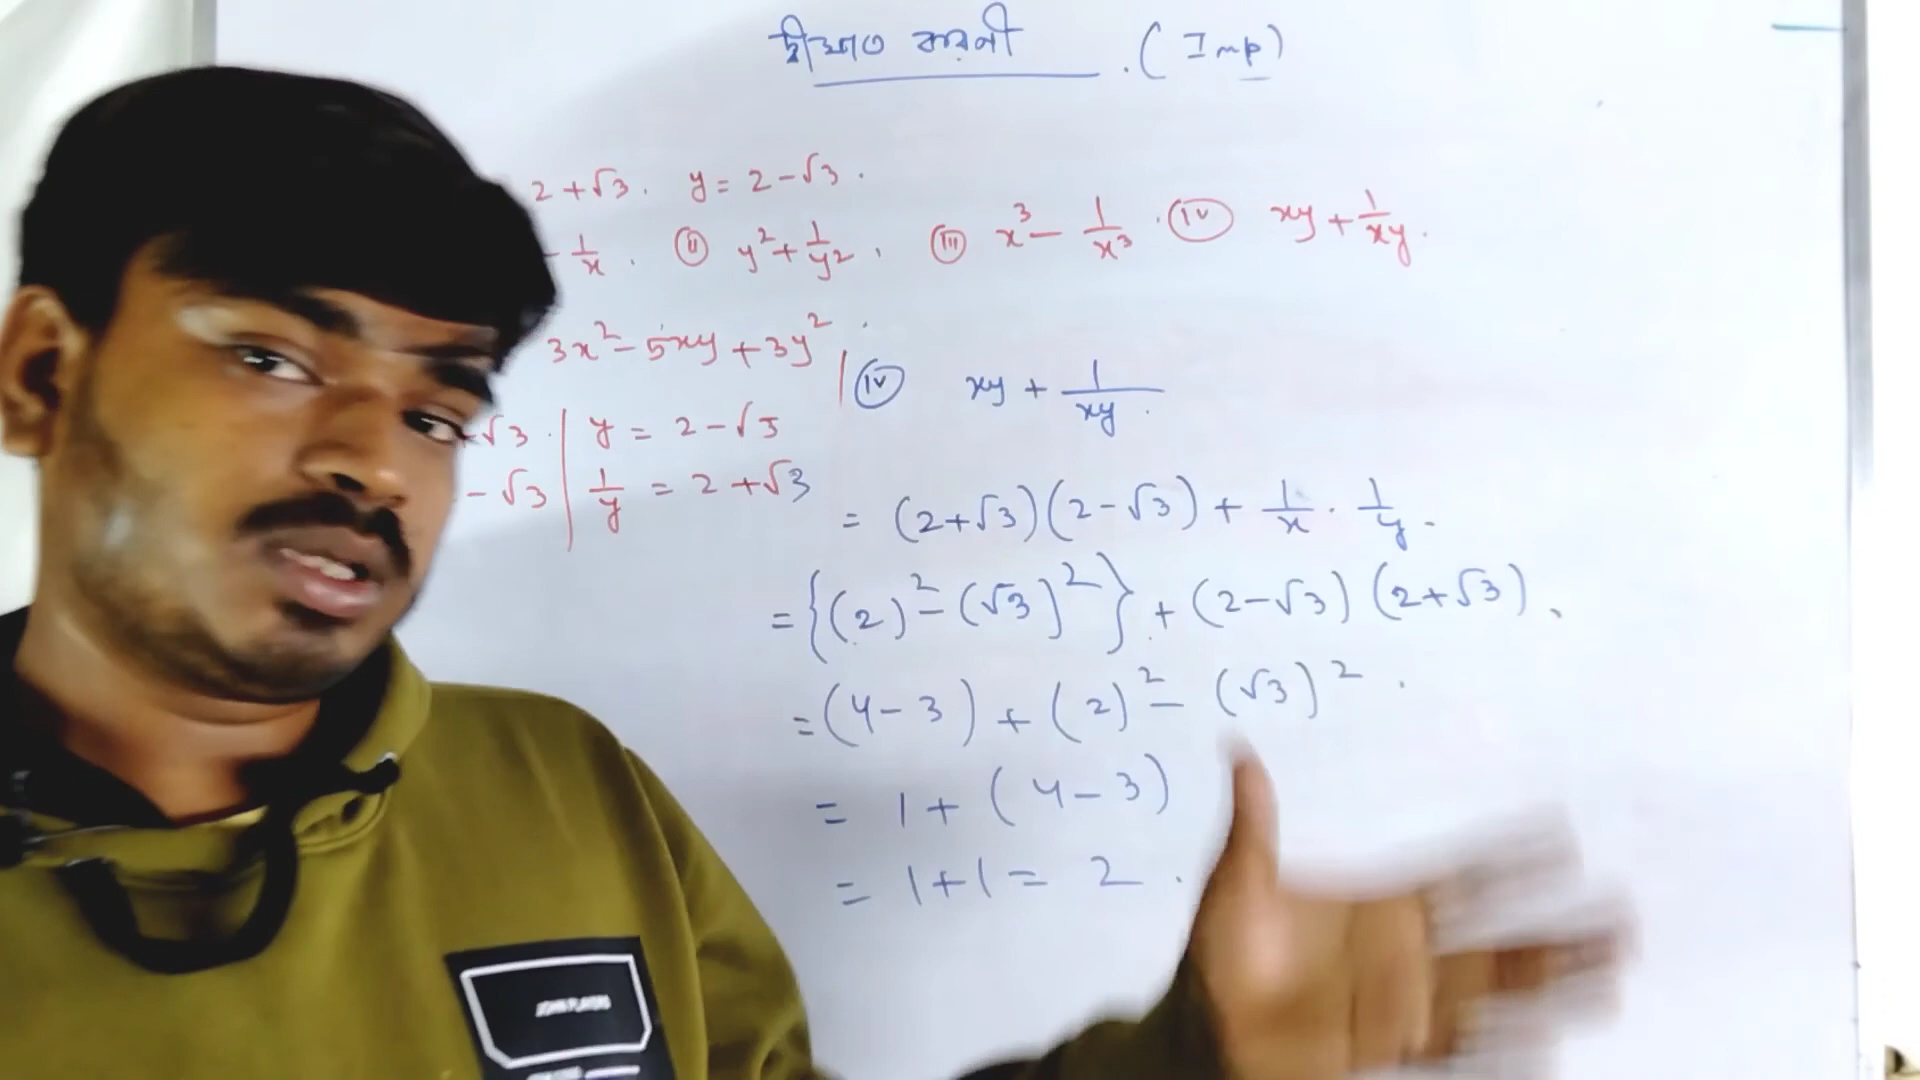 দ্বীঘাত করণী . (Imp)
2+√3. y = 2-√3.
- 1/x . (ii) y² + 1/y² . (iii) x³ - 1/x³ . (iv) xy + 1/xy .
3x² - 5xy + 3y² .
(iv) xy + 1/xy .
√3 . | y = 2-√3
- √3 | 1/y = 2+√3
= (2+√3)(2-√3) + 1/x . 1/y .
= {(2)² - (√3)²} + (2-√3)(2+√3) .
= (4-3) + (2)² - (√3)² .
= 1 + (4-3)
= 1+1 = 2 .
JOHN PLAYERS